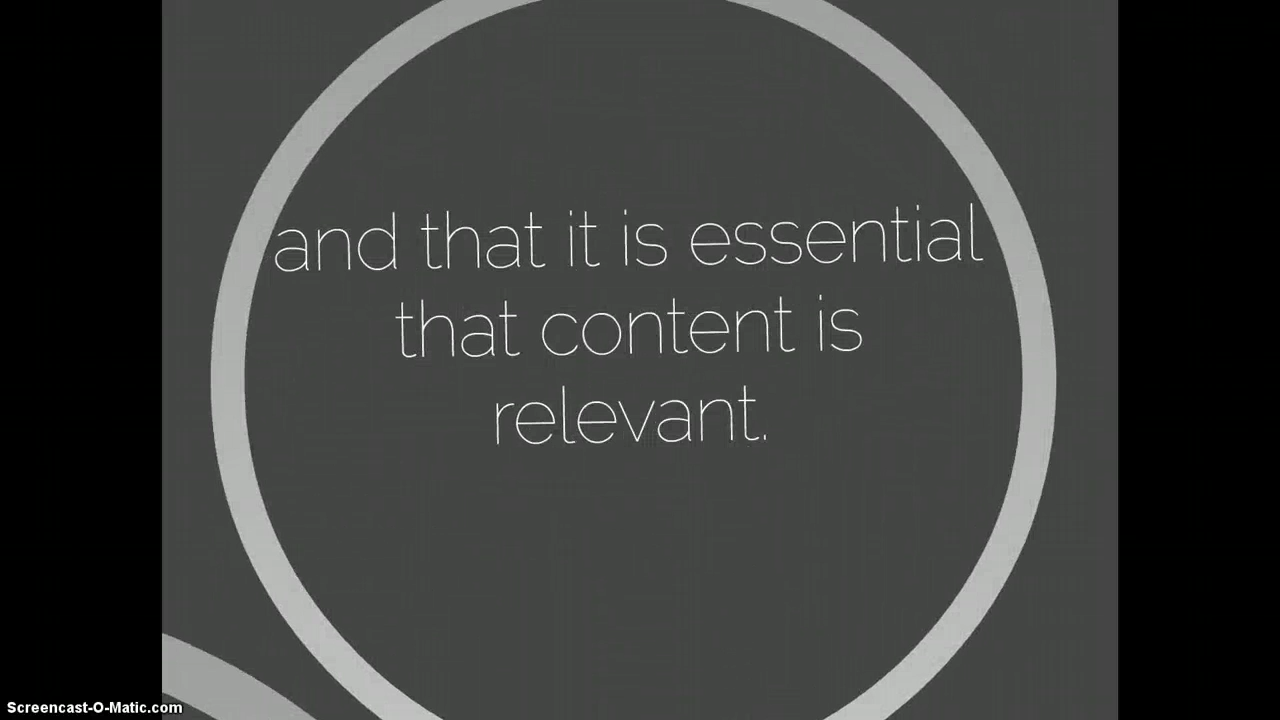 and that it is essential
that content is
relevant.
Screencast-O-Matic.com